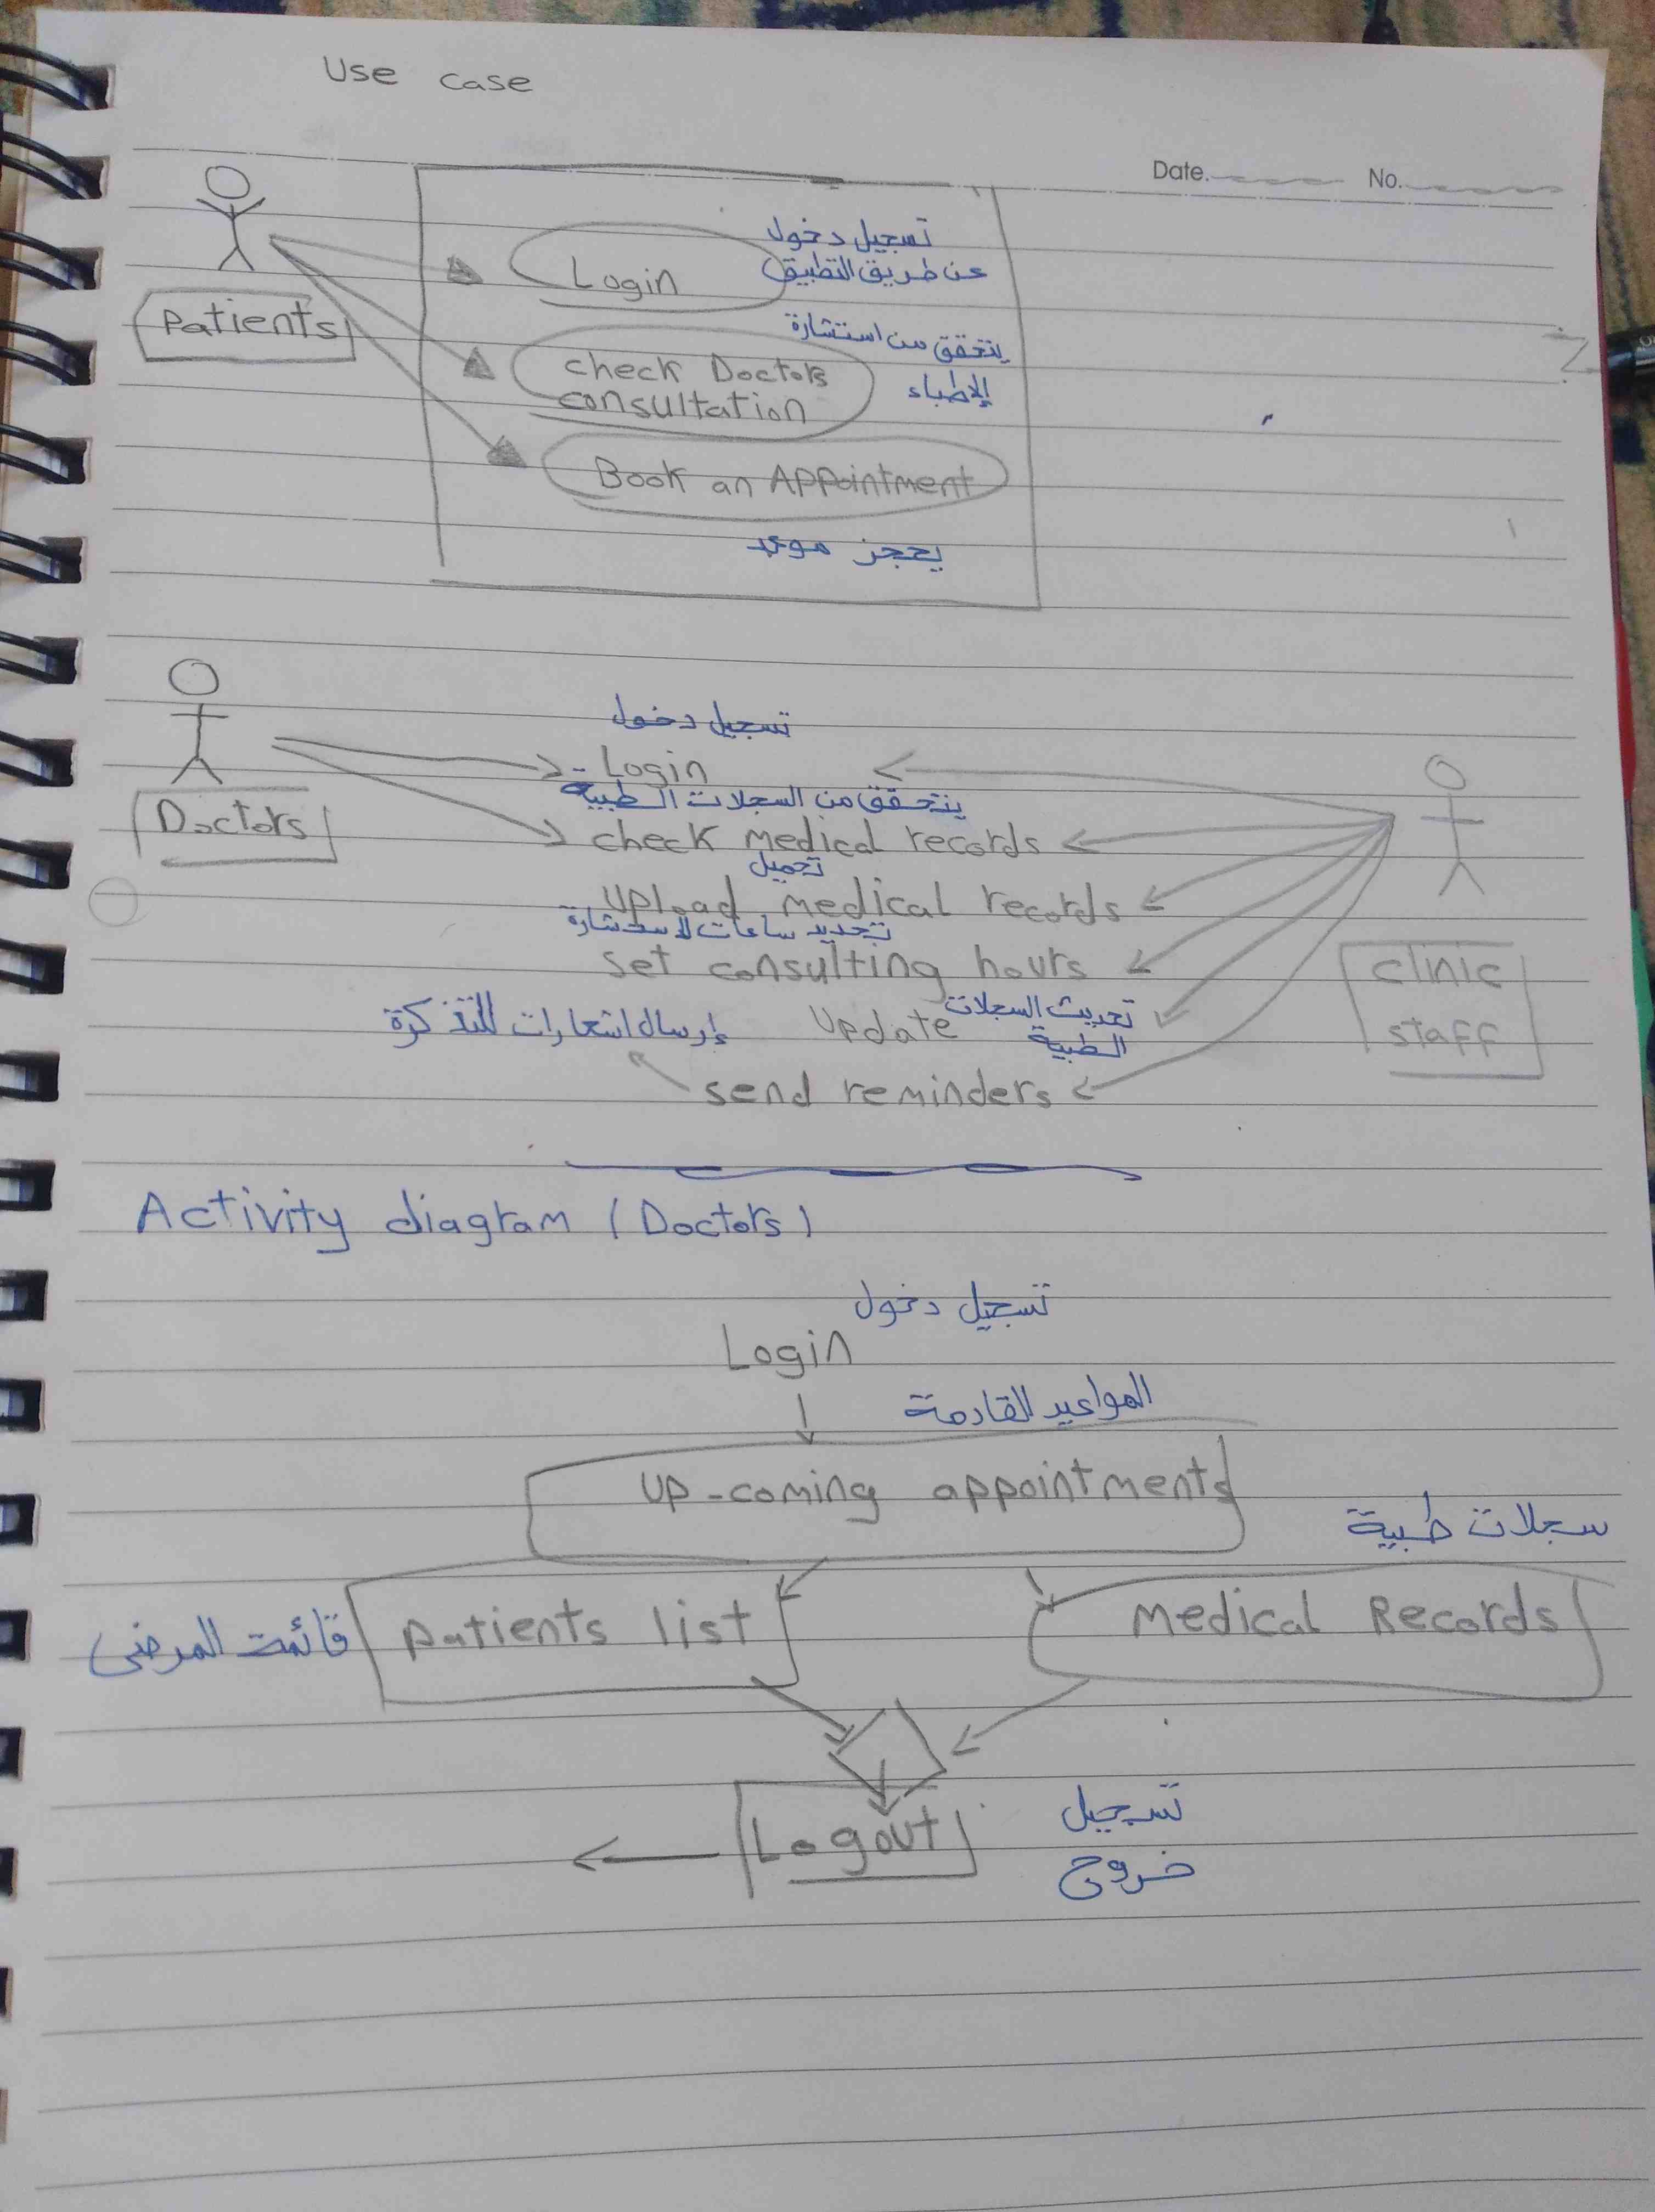 Use case
Date. No.
تسجيل دخول
عن طريق التطبيق
Login
Patients
يتحقق من استشارة
الاطباء
check Doctors
consultation
Book an Appointment
يحجز موعد
تسجيل دخول
- Login
Doctors
يتحقق من السجلات الطبية
check medical records
تحميل
upload medical records
تحديد ساعات لاستشارة
set consulting hours
clinic
staff
إرسال اشعارات للتذكرة
Update
تحديث السجلات
الطبية
send reminders
Activity diagram (Doctors)
تسجيل دخول
Login
المواعيد القادمة
up-coming appointments
سجلات طبية
قائمة المرضى
patients list
Medical Records
Logout
تسجيل
خروج